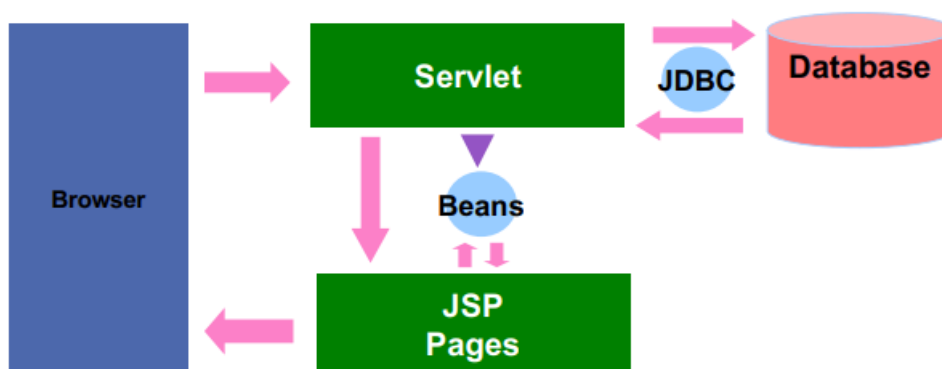 Servlet
JDBC
Database
Browser
Beans
JSP
Pages